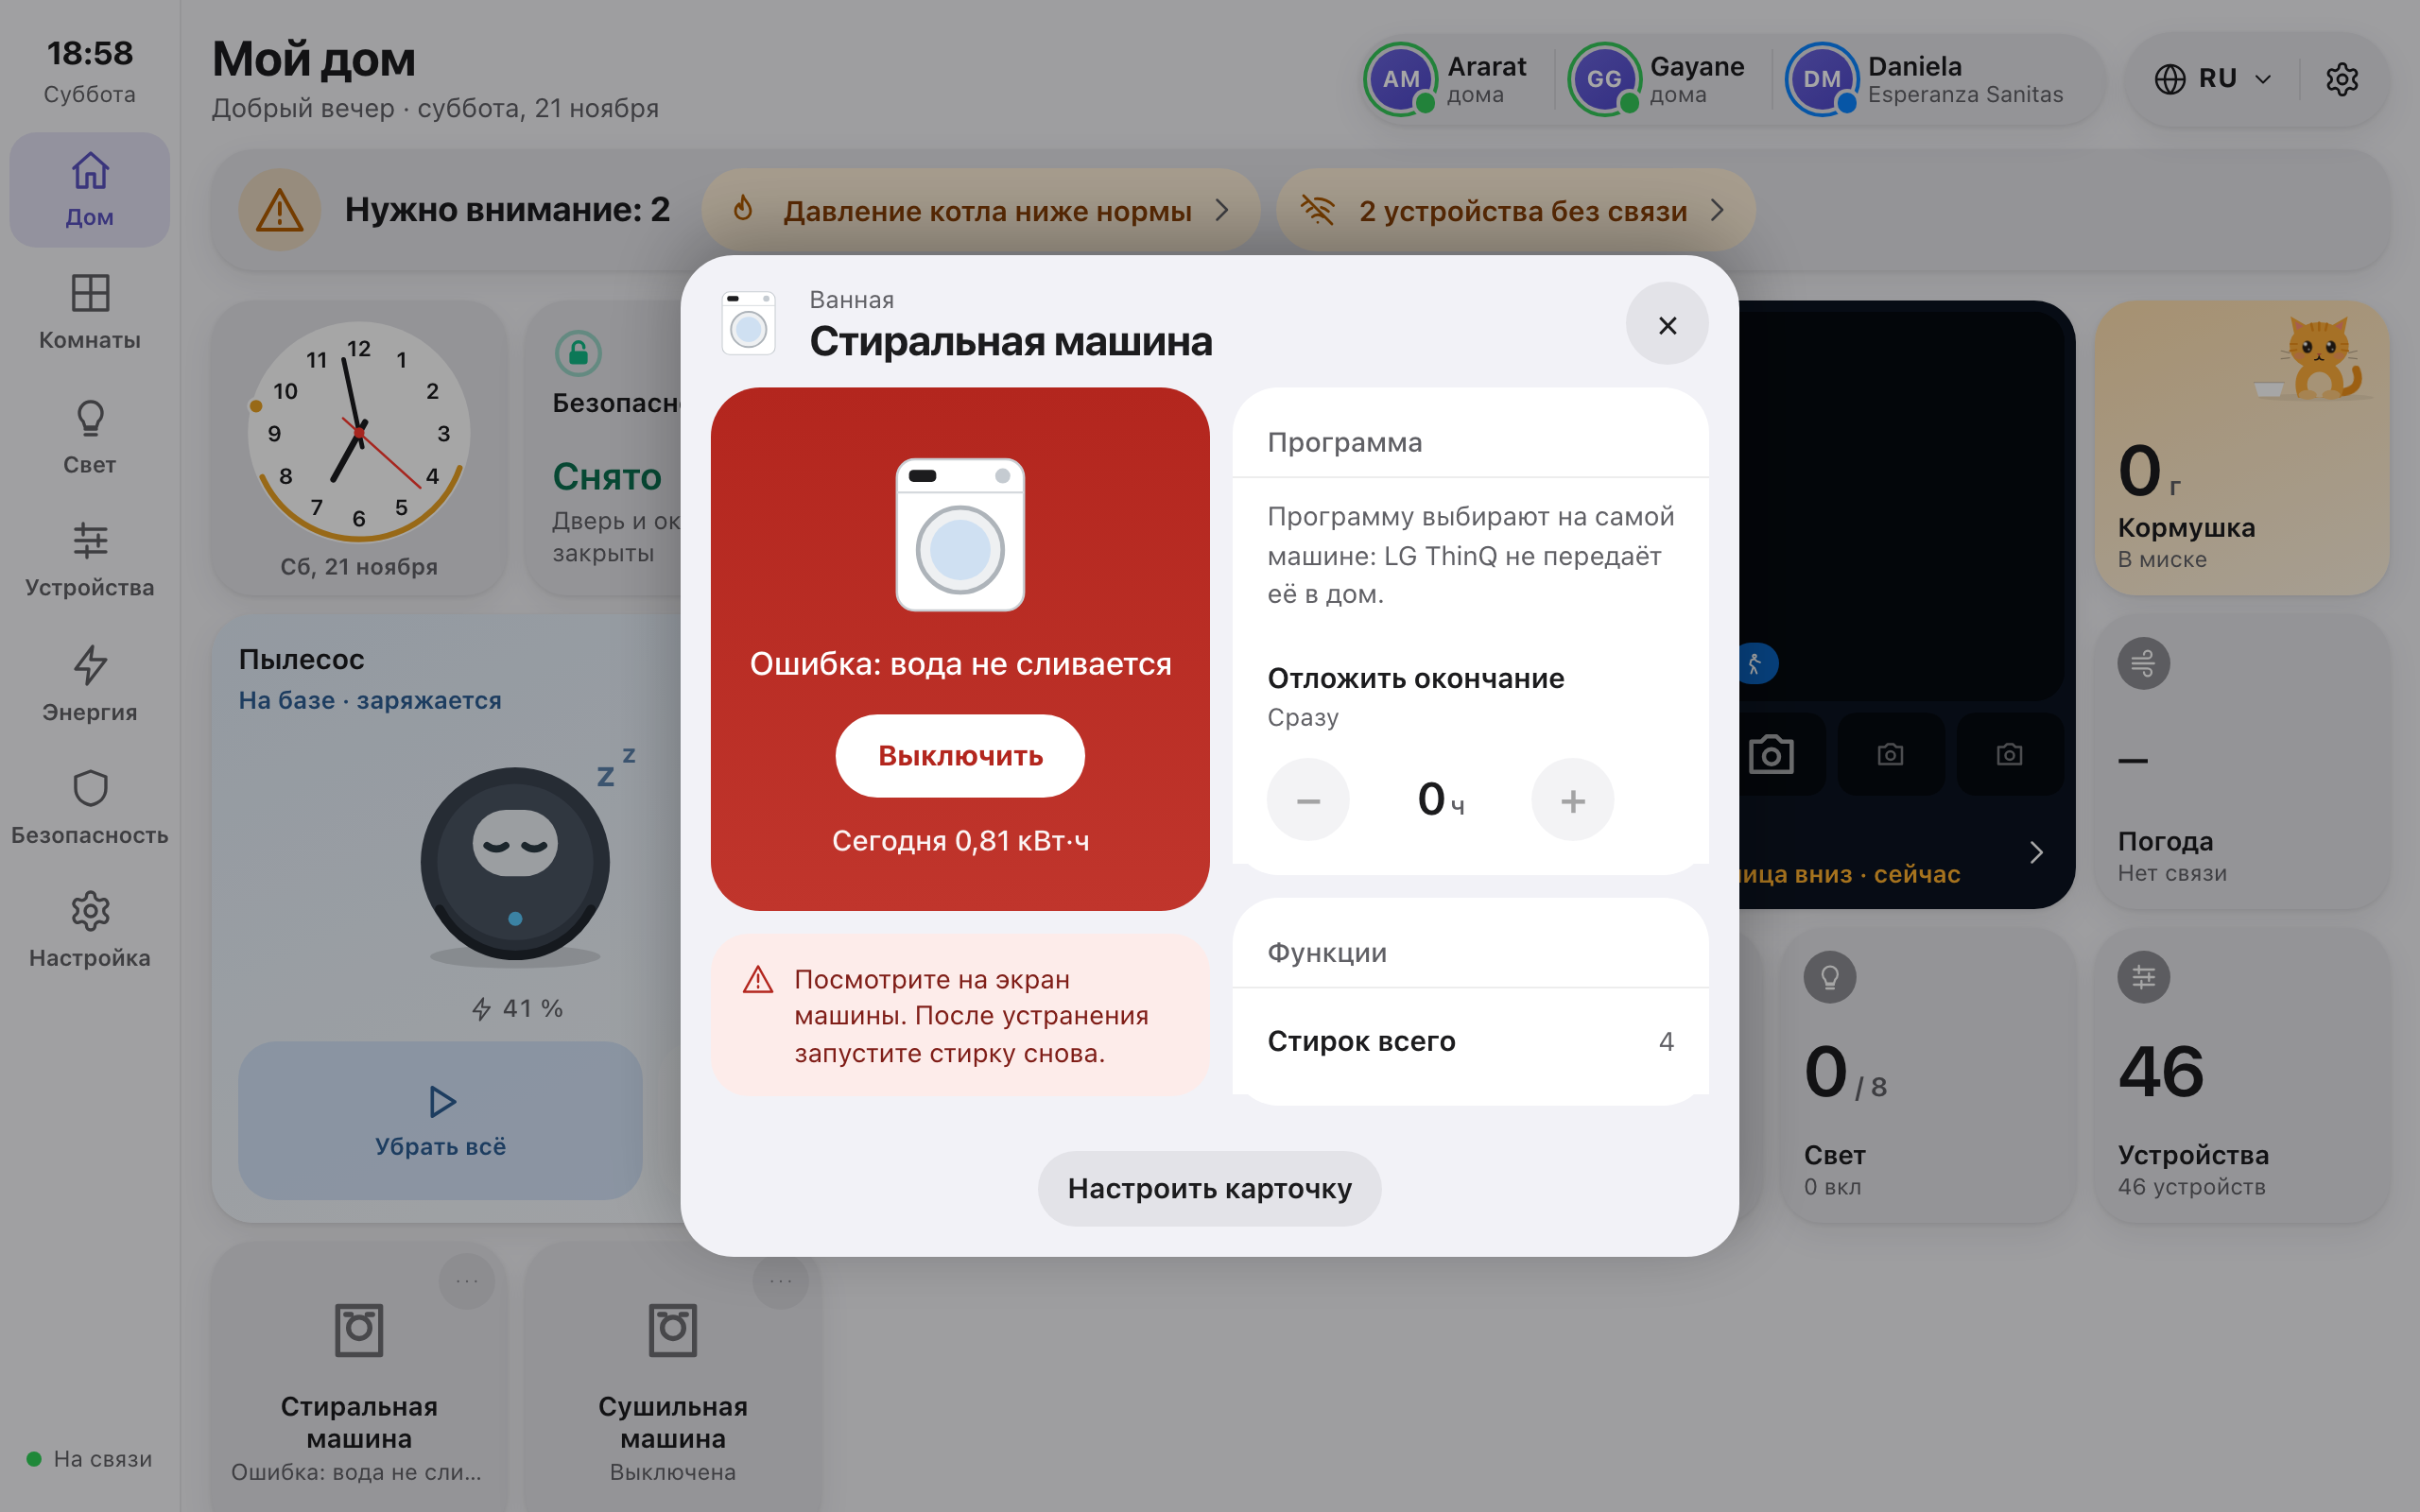 18:58
Суббота
Дом
Комнаты
Свет
Устройства
Энергия
Безопасность
Настройка
На связи
Мой дом
Добрый вечер · суббота, 21 ноября
AM
Ararat
дома
GG
Gayane
дома
DM
Daniela
Esperanza Sanitas
RU
Нужно внимание: 2
Давление котла ниже нормы
2 устройства без связи
12
1
2
3
4
5
6
7
8
9
10
11
Сб, 21 ноября
Снято
Дверь и
закрыты
Пылесос
На базе · заряжается
z z
41 %
Убрать всё
Ванная
Стиральная машина
Ошибка: вода не сливается
Выключить
Сегодня 0,81 кВт·ч
Посмотрите на экран
машины. После устранения
запустите стирку снова.
Программа
Программу выбирают на самой
машине: LG ThinQ не передаёт
её в дом.
Отложить окончание
Сразу
− 0 ч +
Функции
Стирок всего 4
Настроить карточку
вниз · сейчас
0 г
Кормушка
В миске
–
Погода
Нет связи
0 / 8
Свет
0 вкл
46
Устройства
46 устройств
Стиральная
машина
Ошибка: вода не сли...
Сушильная
машина
Выключена